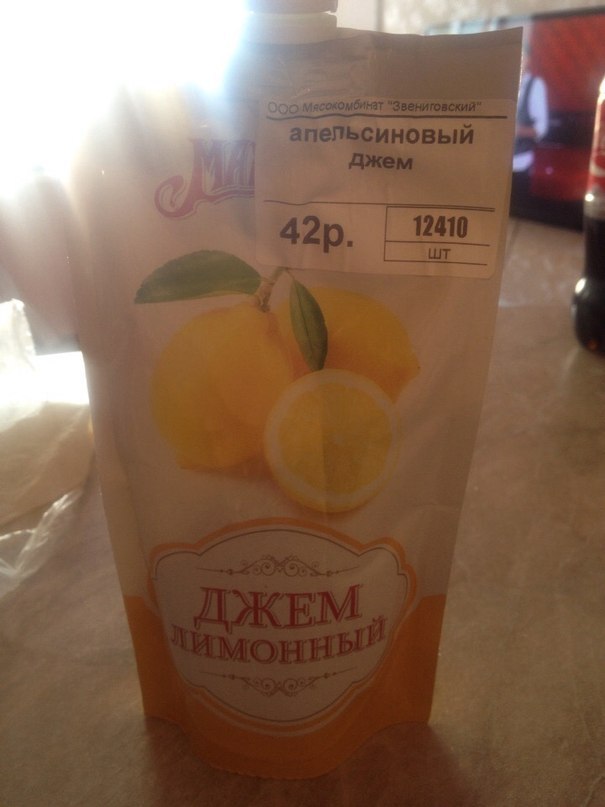 ООО Мясокомбинат "Звениговский"
апельсиновый
джем
42р.
12410
шт
ДЖЕМ
ЛИМОННЫЙ